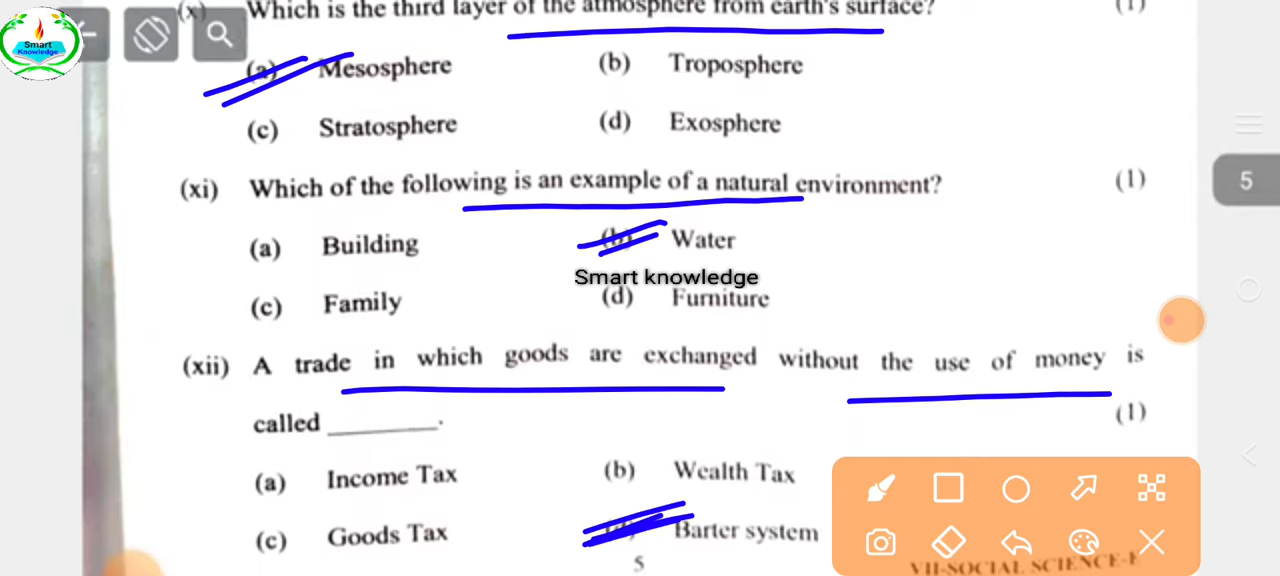 (x) Which is the third layer of the atmosphere from earth's surface? (1)
Smart
Knowledge
(a) Mesosphere (b) Troposphere
(c) Stratosphere (d) Exosphere
(xi) Which of the following is an example of a natural environment? (1)
5
(a) Building (b) Water
Smart knowledge
(c) Family (d) Furniture
(xii) A trade in which goods are exchanged without the use of money is
called ________. (1)
(a) Income Tax (b) Wealth Tax
(c) Goods Tax Barter system
5
VII-SOCIAL SCIENCE-E